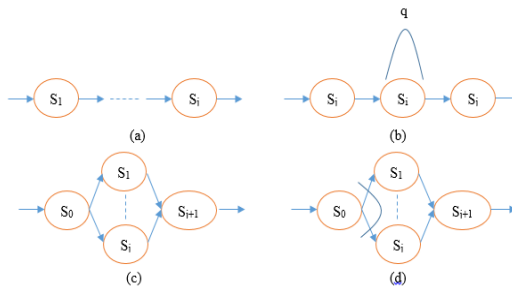 q
S1 Si
Si Si Si
(a) (b)
S1 S1
S0 Si+1 S0 Si+1
Si Si
(c) (d)